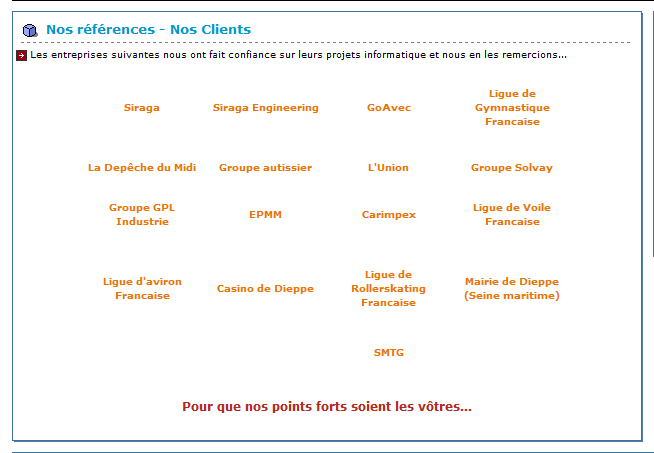 Nos références - Nos Clients
Les entreprises suivantes nous ont fait confiance sur leurs projets informatique et nous en les remercions...
Siraga
Siraga Engineering
GoAvec
Ligue de
Gymnastique
Francaise
La Depêche du Midi
Groupe autissier
L'Union
Groupe Solvay
Groupe GPL
Industrie
EPMM
Carimpex
Ligue de Voile
Francaise
Ligue d'aviron
Francaise
Casino de Dieppe
Ligue de
Rollerskating
Francaise
Mairie de Dieppe
(Seine maritime)
SMTG
Pour que nos points forts soient les vôtres...